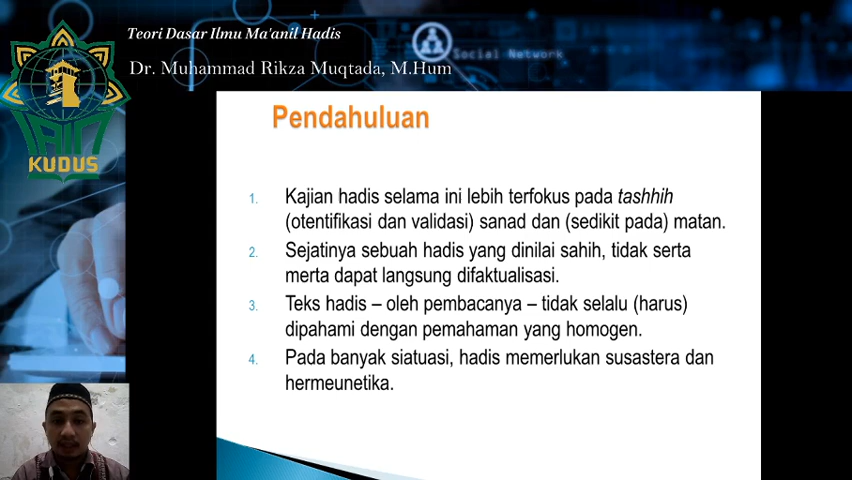 Teori Dasar Ilmu Ma'anil Hadis
Social Network
Dr. Muhammad Rikza Muqtada, M.Hum
IAIN
KUDUS
Pendahuluan
1. Kajian hadis selama ini lebih terfokus pada tashhih
(otentifikasi dan validasi) sanad dan (sedikit pada) matan.
2. Sejatinya sebuah hadis yang dinilai sahih, tidak serta
merta dapat langsung difaktualisasi.
3. Teks hadis – oleh pembacanya – tidak selalu (harus)
dipahami dengan pemahaman yang homogen.
4. Pada banyak siatuasi, hadis memerlukan susastera dan
hermeunetika.